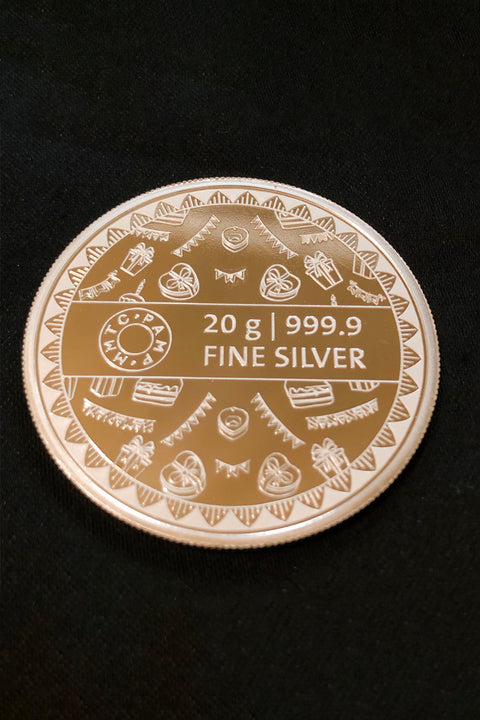 MMTC·PAMP·
20 g | 999.9
FINE SILVER